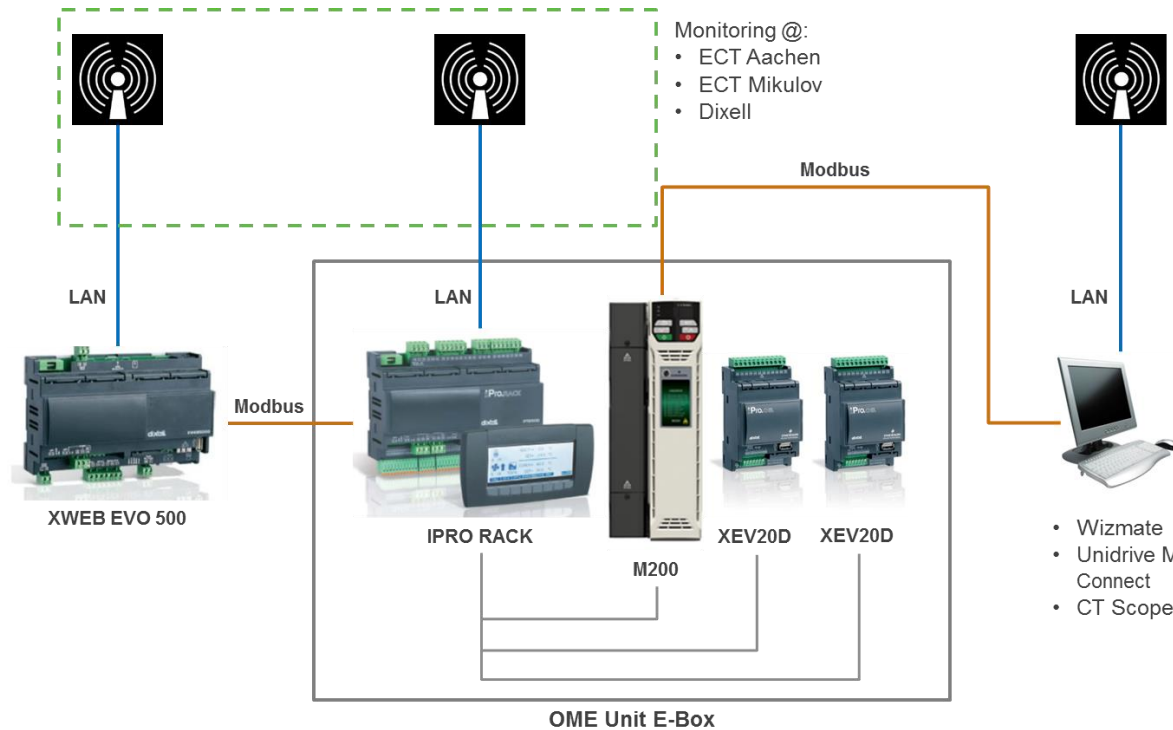 Monitoring @:
• ECT Aachen
• ECT Mikulov
• Dixell
Modbus
LAN
LAN
LAN
Modbus
XWEB EVO 500
IPRO RACK
M200
XEV20D
XEV20D
• Wizmate
• Unidrive M
Connect
• CT Scope
OME Unit E-Box